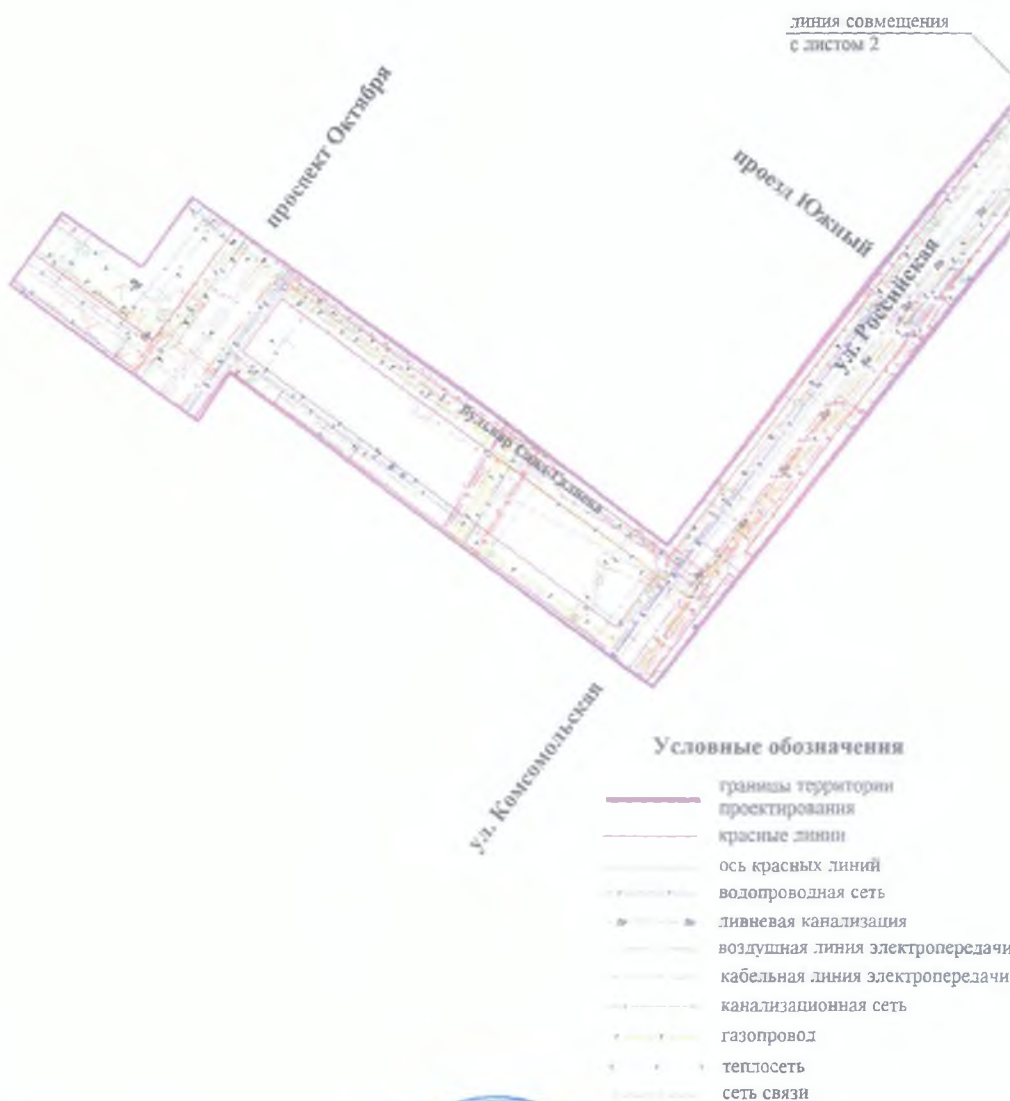 линия совмещения
с листом 2
проспект Октября
проезд Южный
ул. Российская
Бульвар
ул. Комсомольская
Условные обозначения
границы территории
проектирования
красные линии
ось красных линий
водопроводная сеть
ливневая канализация
воздушная линия электропередачи
кабельная линия электропередачи
канализационная сеть
газопровод
теплосеть
сеть связи